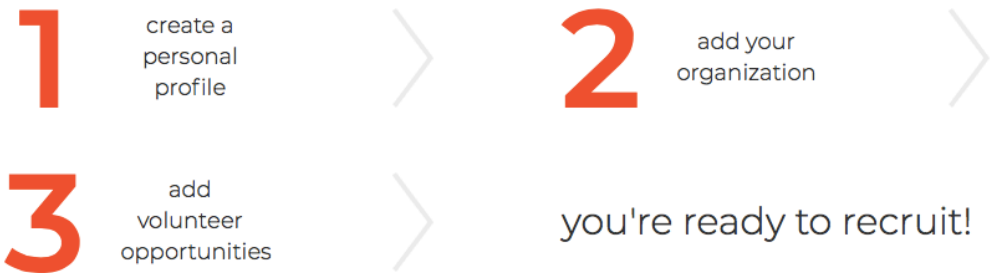 1
create a
personal
profile
2
add your
organization
3
add
volunteer
opportunities
you're ready to recruit!